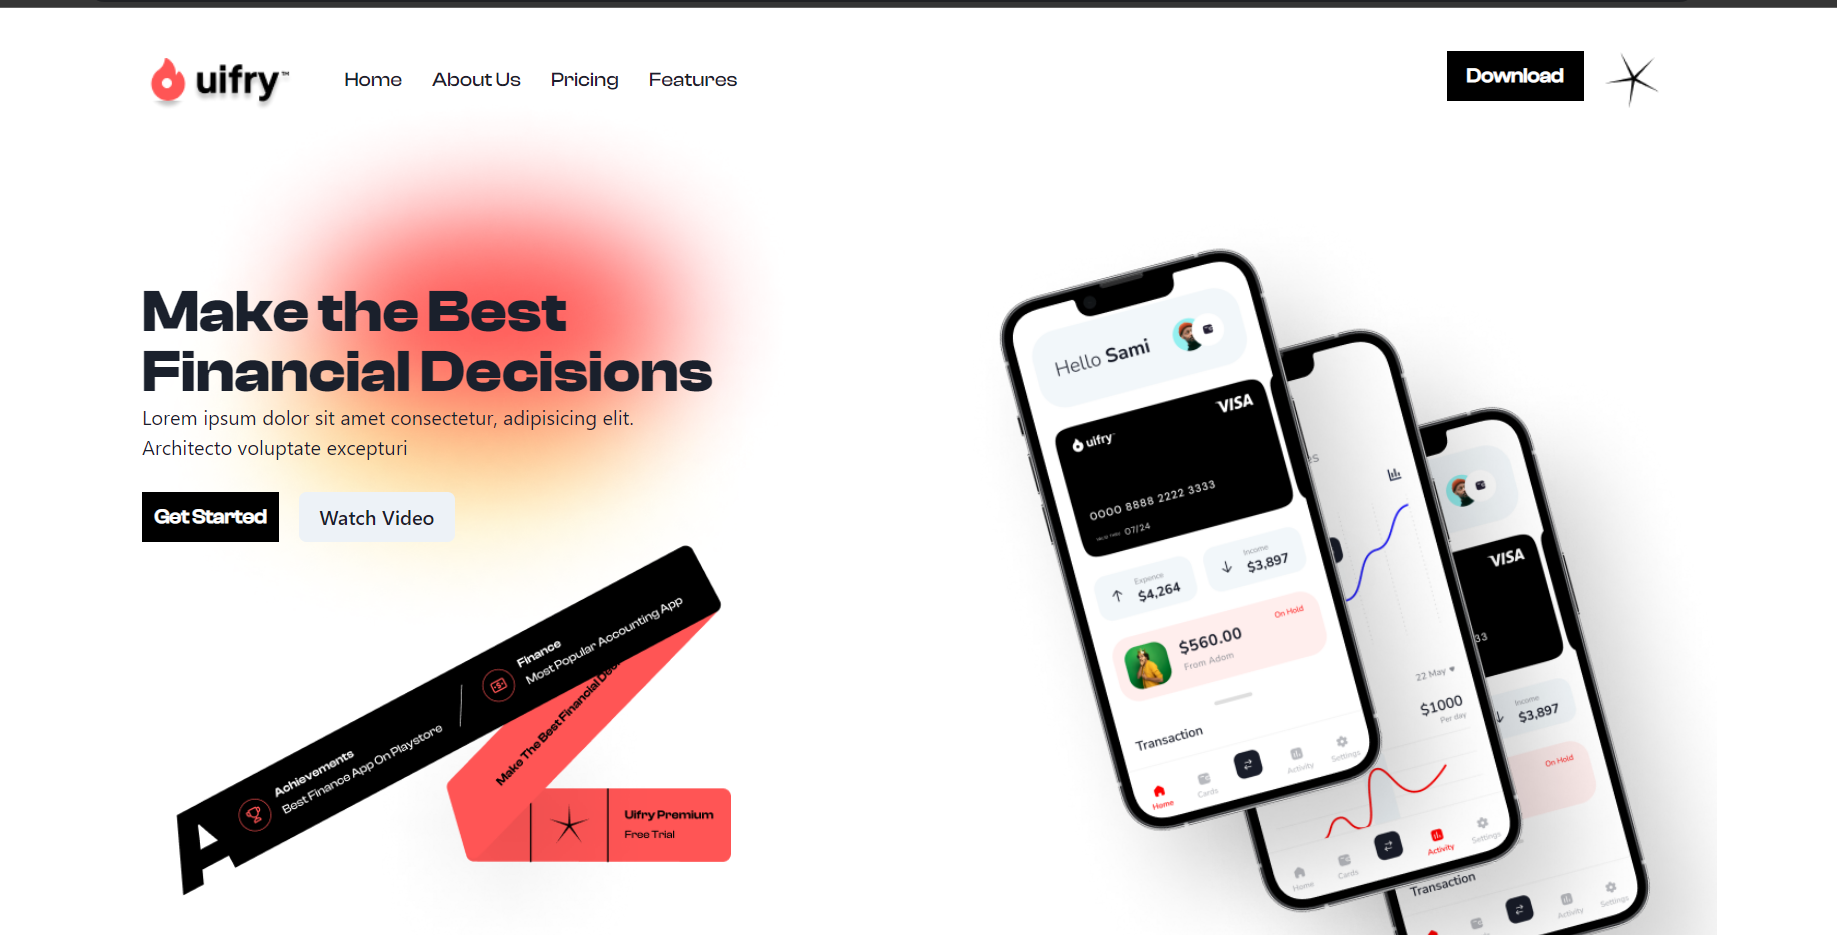 uifry™
Home
About Us
Pricing
Features
Download
Make the Best
Financial Decisions
Lorem ipsum dolor sit amet consectetur, adipisicing elit.
Architecto voluptate excepturi
Get Started
Watch Video
Achievements
Best Finance App On Playstore
Finance
Most Popular Accounting App
Make The Best Financial
Uifry Premium
Free Trial
Hello Sami
VISA
uifry
0000 8888 2222 3333
07/24
Expence
$4,264
Income
$3,897
On Hold
$560.00
From Adom
Transaction
Home
Cards
Activity
Settings
22 May
$1000
Per day
Home
Cards
Activity
Settings
VISA
33
Income
$3,897
On Hold
Transaction
Activity
Settings